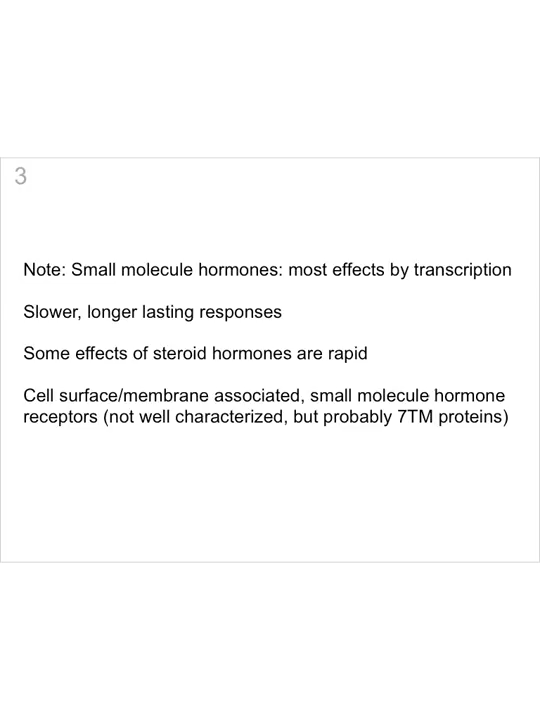 3
Note: Small molecule hormones: most effects by transcription
Slower, longer lasting responses
Some effects of steroid hormones are rapid
Cell surface/membrane associated, small molecule hormone
receptors (not well characterized, but probably 7TM proteins)